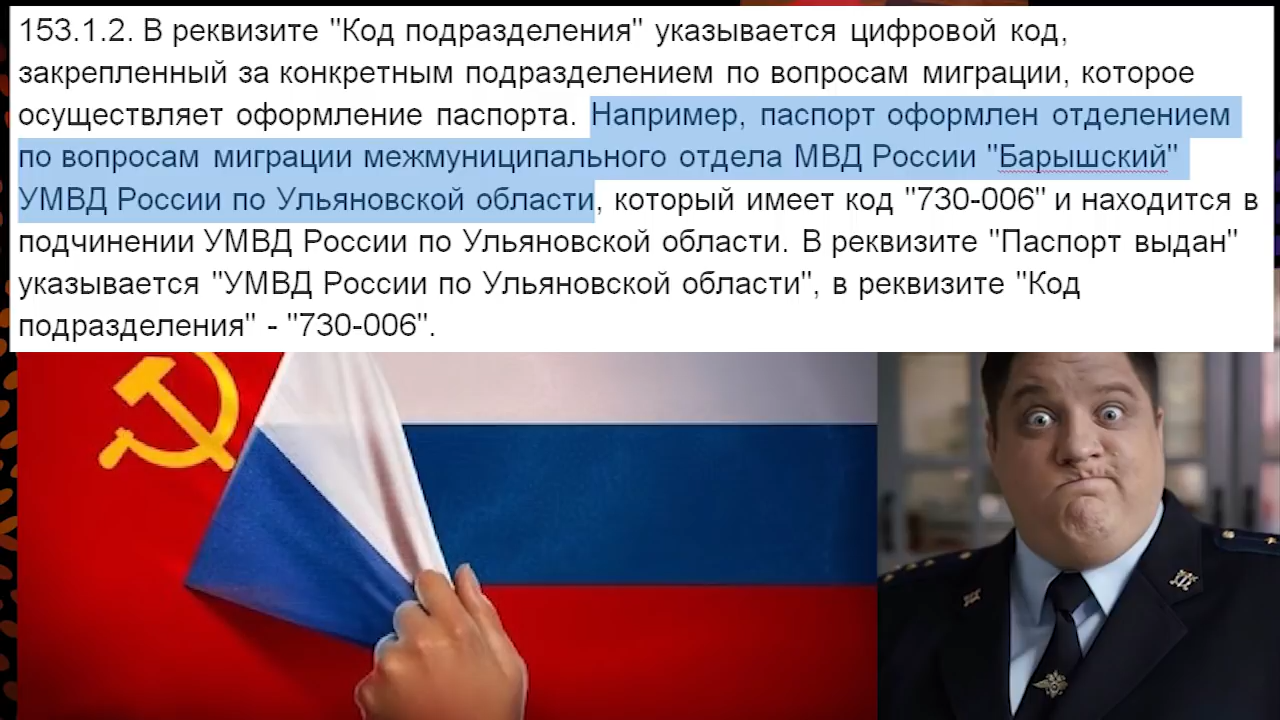 153.1.2. В реквизите "Код подразделения" указывается цифровой код,
закрепленный за конкретным подразделением по вопросам миграции, которое
осуществляет оформление паспорта. Например, паспорт оформлен отделением
по вопросам миграции межмуниципального отдела МВД России "Барышский"
УМВД России по Ульяновской области, который имеет код "730-006" и находится в
подчинении УМВД России по Ульяновской области. В реквизите "Паспорт выдан"
указывается "УМВД России по Ульяновской области", в реквизите "Код
подразделения" - "730-006".